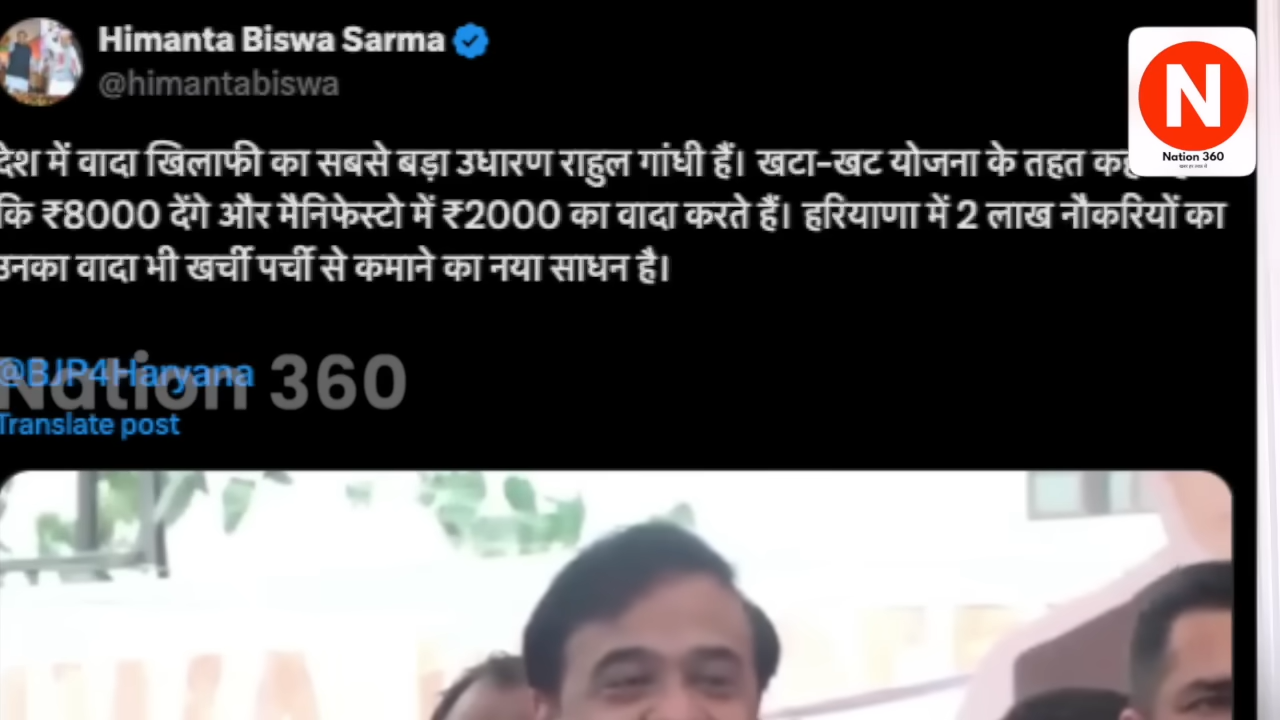 Himanta Biswa Sarma
@himantabiswa
N
Nation 360
देश में वादा खिलाफी का सबसे बड़ा उधारण राहुल गांधी हैं। खटा-खट योजना के तहत
कि ₹8000 देंगे और मैनिफेस्टो में ₹2000 का वादा करते हैं। हरियाणा में 2 लाख नौकरियों का
उनका वादा भी खर्ची पर्ची से कमाने का नया साधन है।
@BJP4Haryana
Nation 360
Translate post